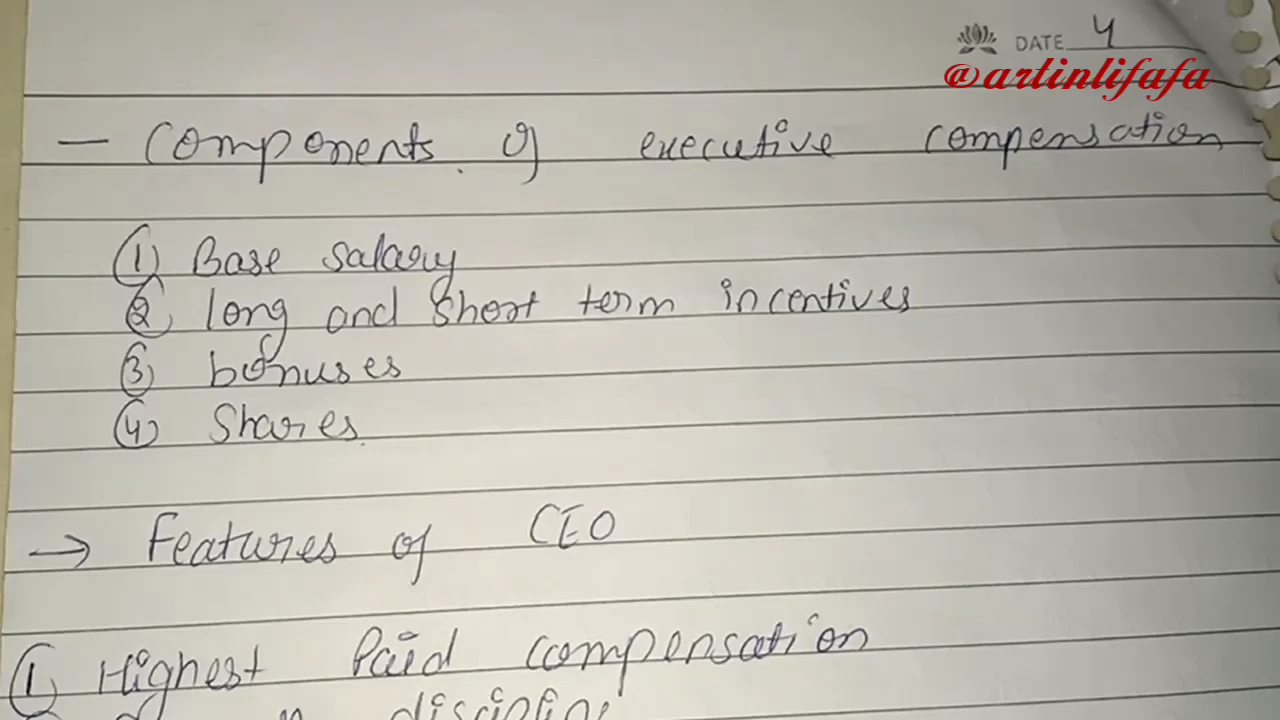 DATE 4
@artinlifafa
— Components of executive compensation
① Base salary
② long and short term incentives
③ bonuses
④ Shares.
→ Features of CEO
① Highest Paid compensation